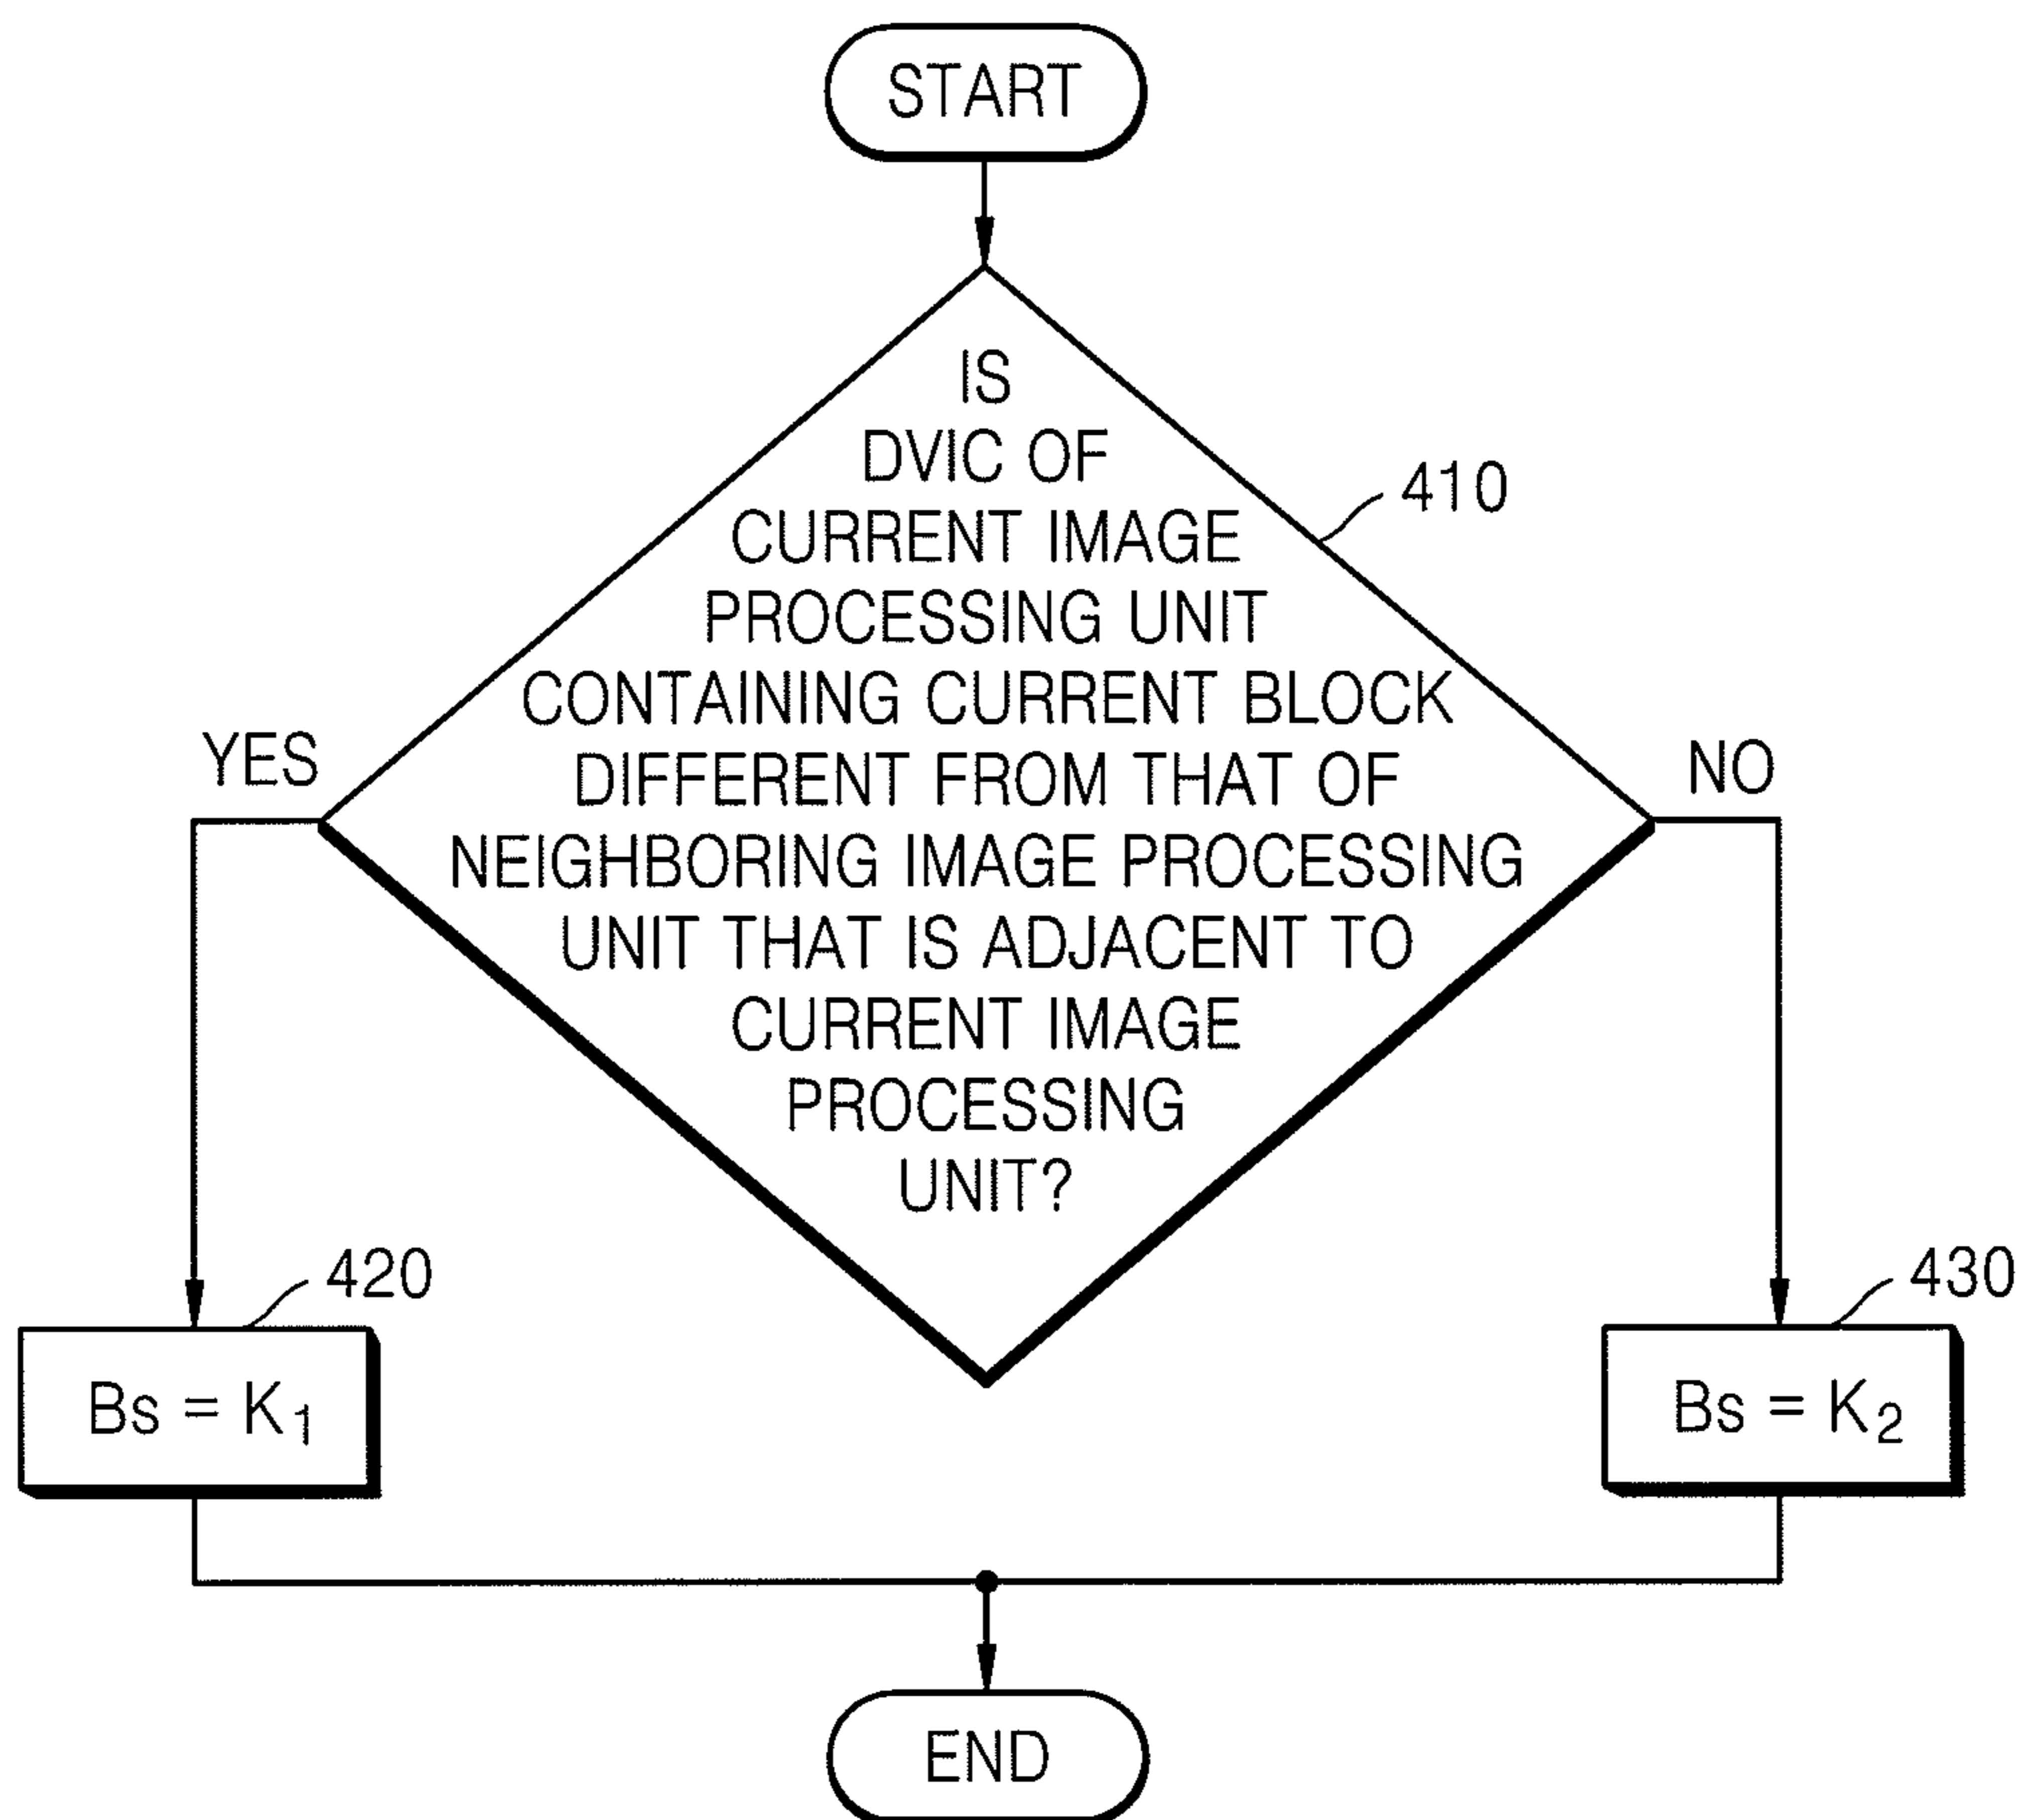 START
IS
DVIC OF
CURRENT IMAGE
PROCESSING UNIT
CONTAINING CURRENT BLOCK
DIFFERENT FROM THAT OF
NEIGHBORING IMAGE PROCESSING
UNIT THAT IS ADJACENT TO
CURRENT IMAGE
PROCESSING
UNIT?
410
YES
NO
420
Bs = K₁
430
Bs = K₂
END